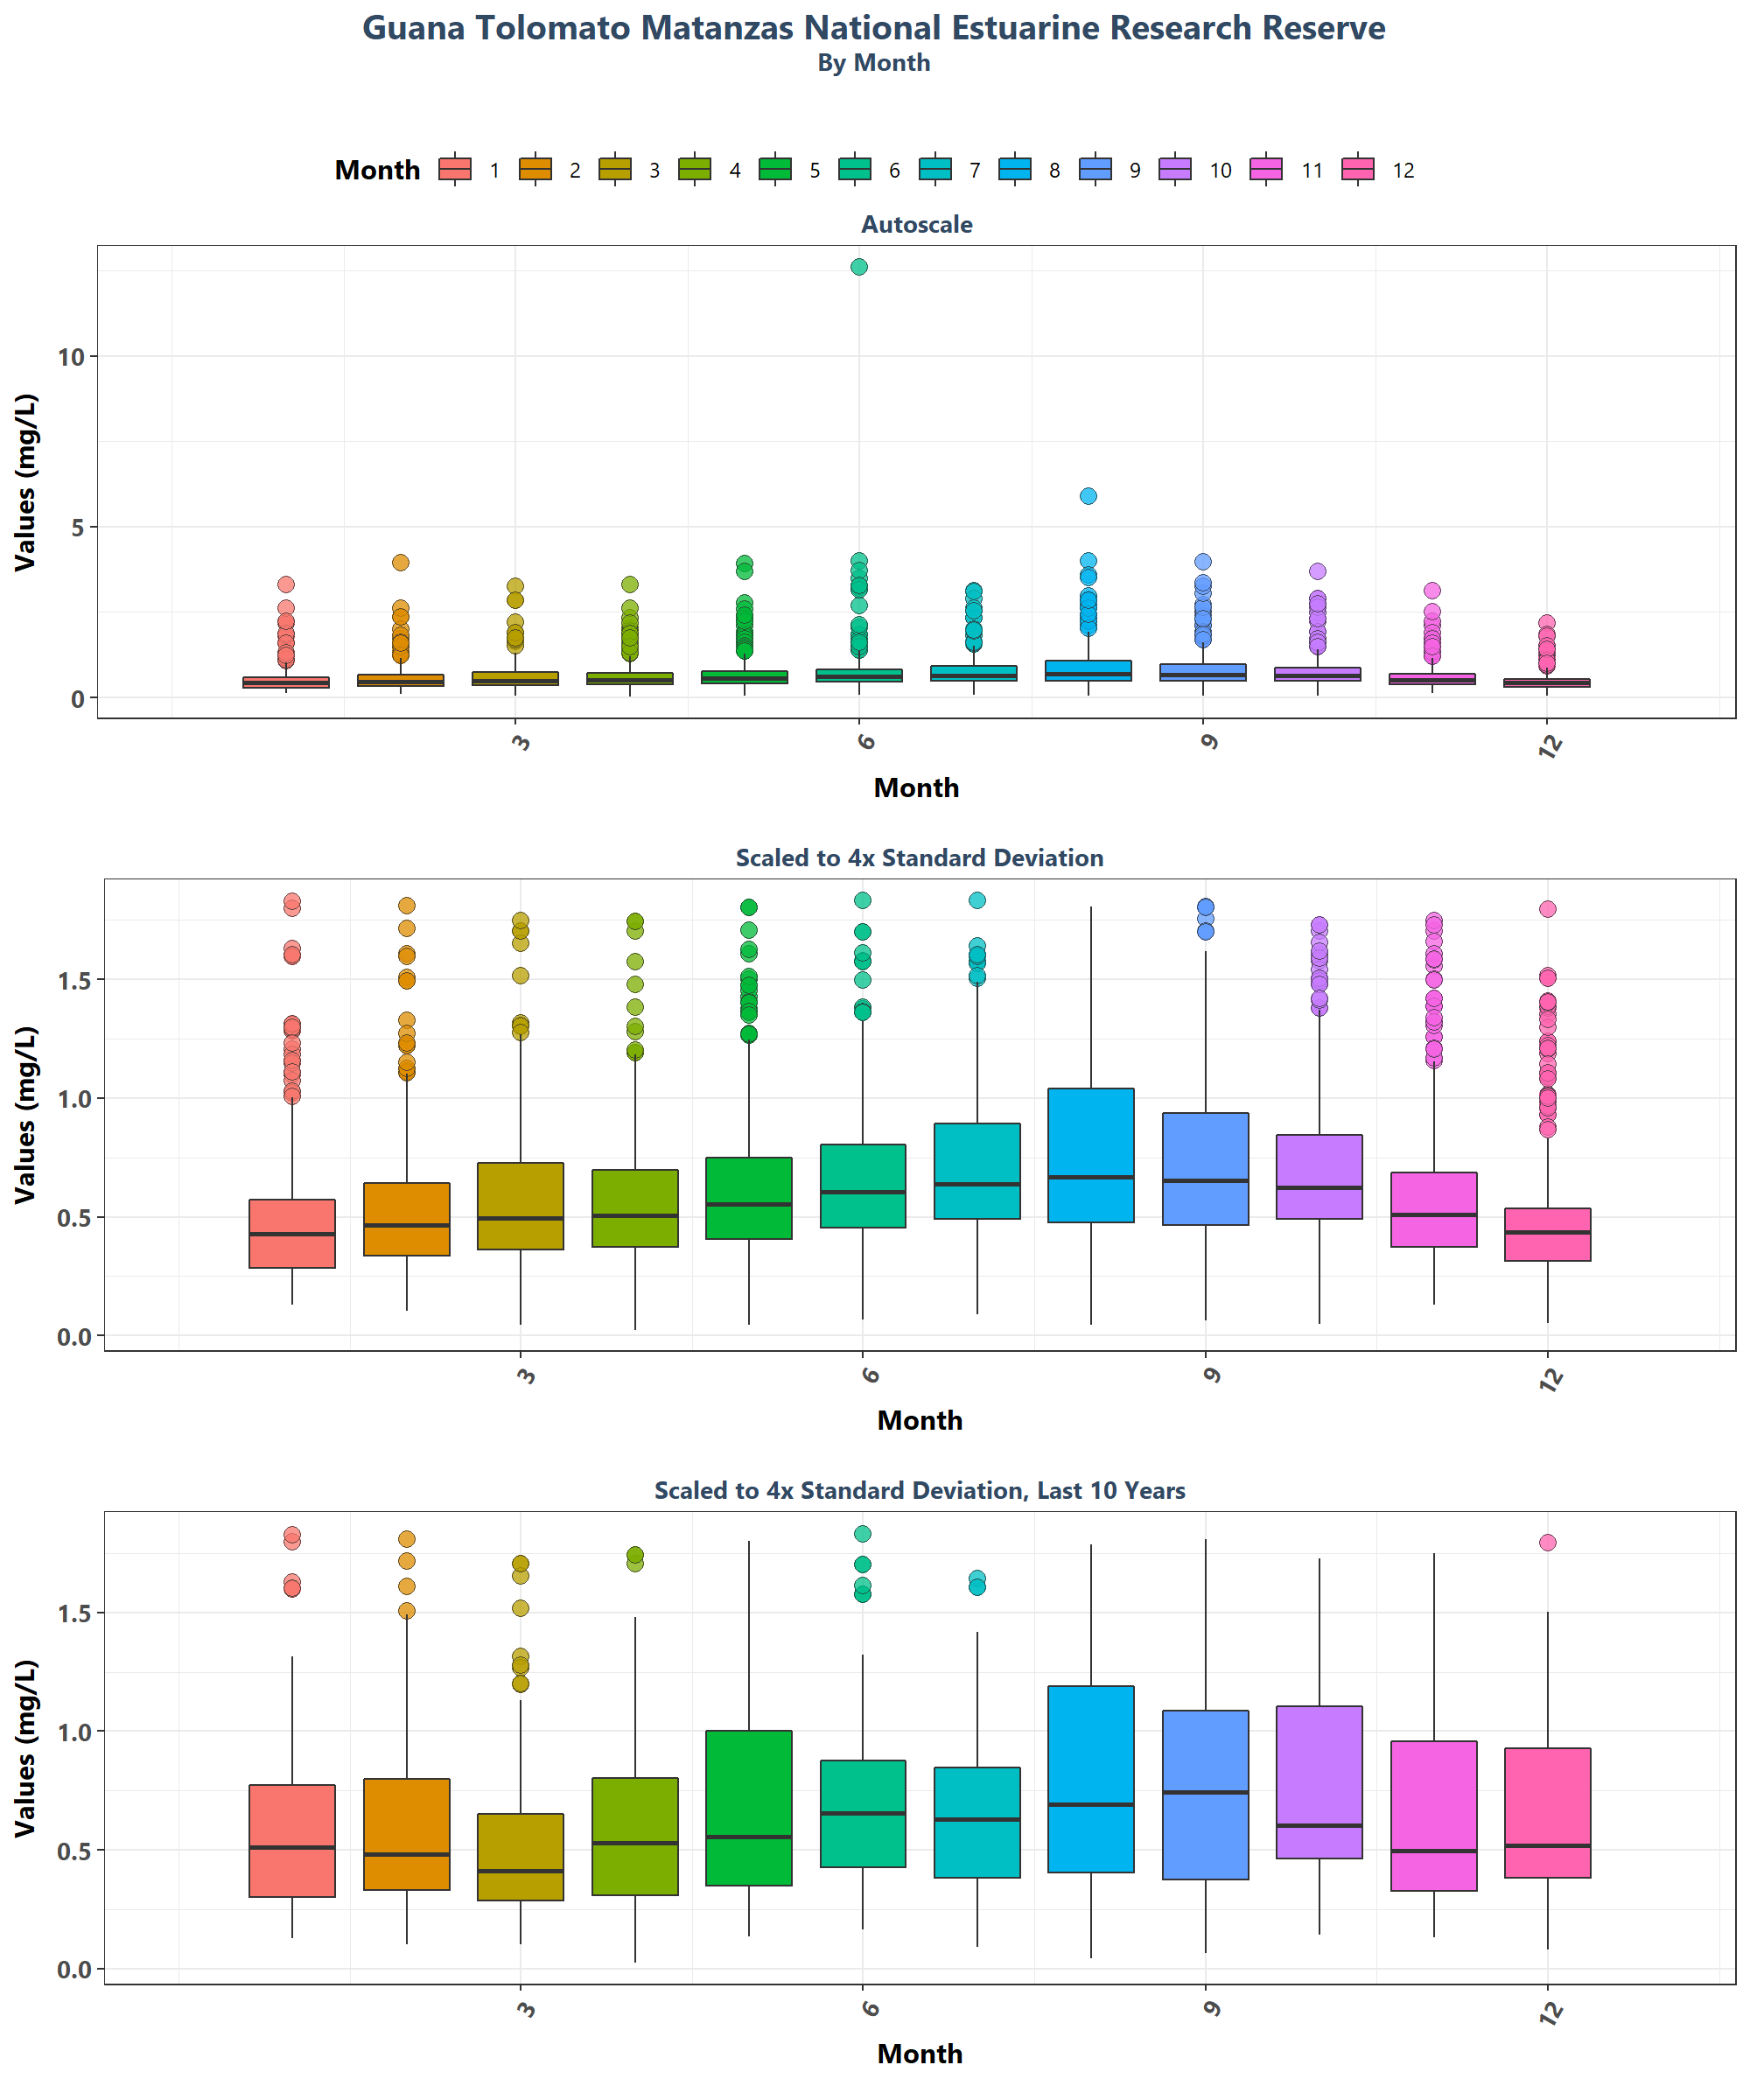 Guana Tolomato Matanzas National Estuarine Research Reserve
By Month
Month 1 2 3 4 5 6 7 8 9 10 11 12
Autoscale
Values (mg/L)
10
5
0
3 6 9 12
Month
Scaled to 4x Standard Deviation
Values (mg/L)
1.5
1.0
0.5
0.0
3 6 9 12
Month
Scaled to 4x Standard Deviation, Last 10 Years
Values (mg/L)
1.5
1.0
0.5
0.0
3 6 9 12
Month